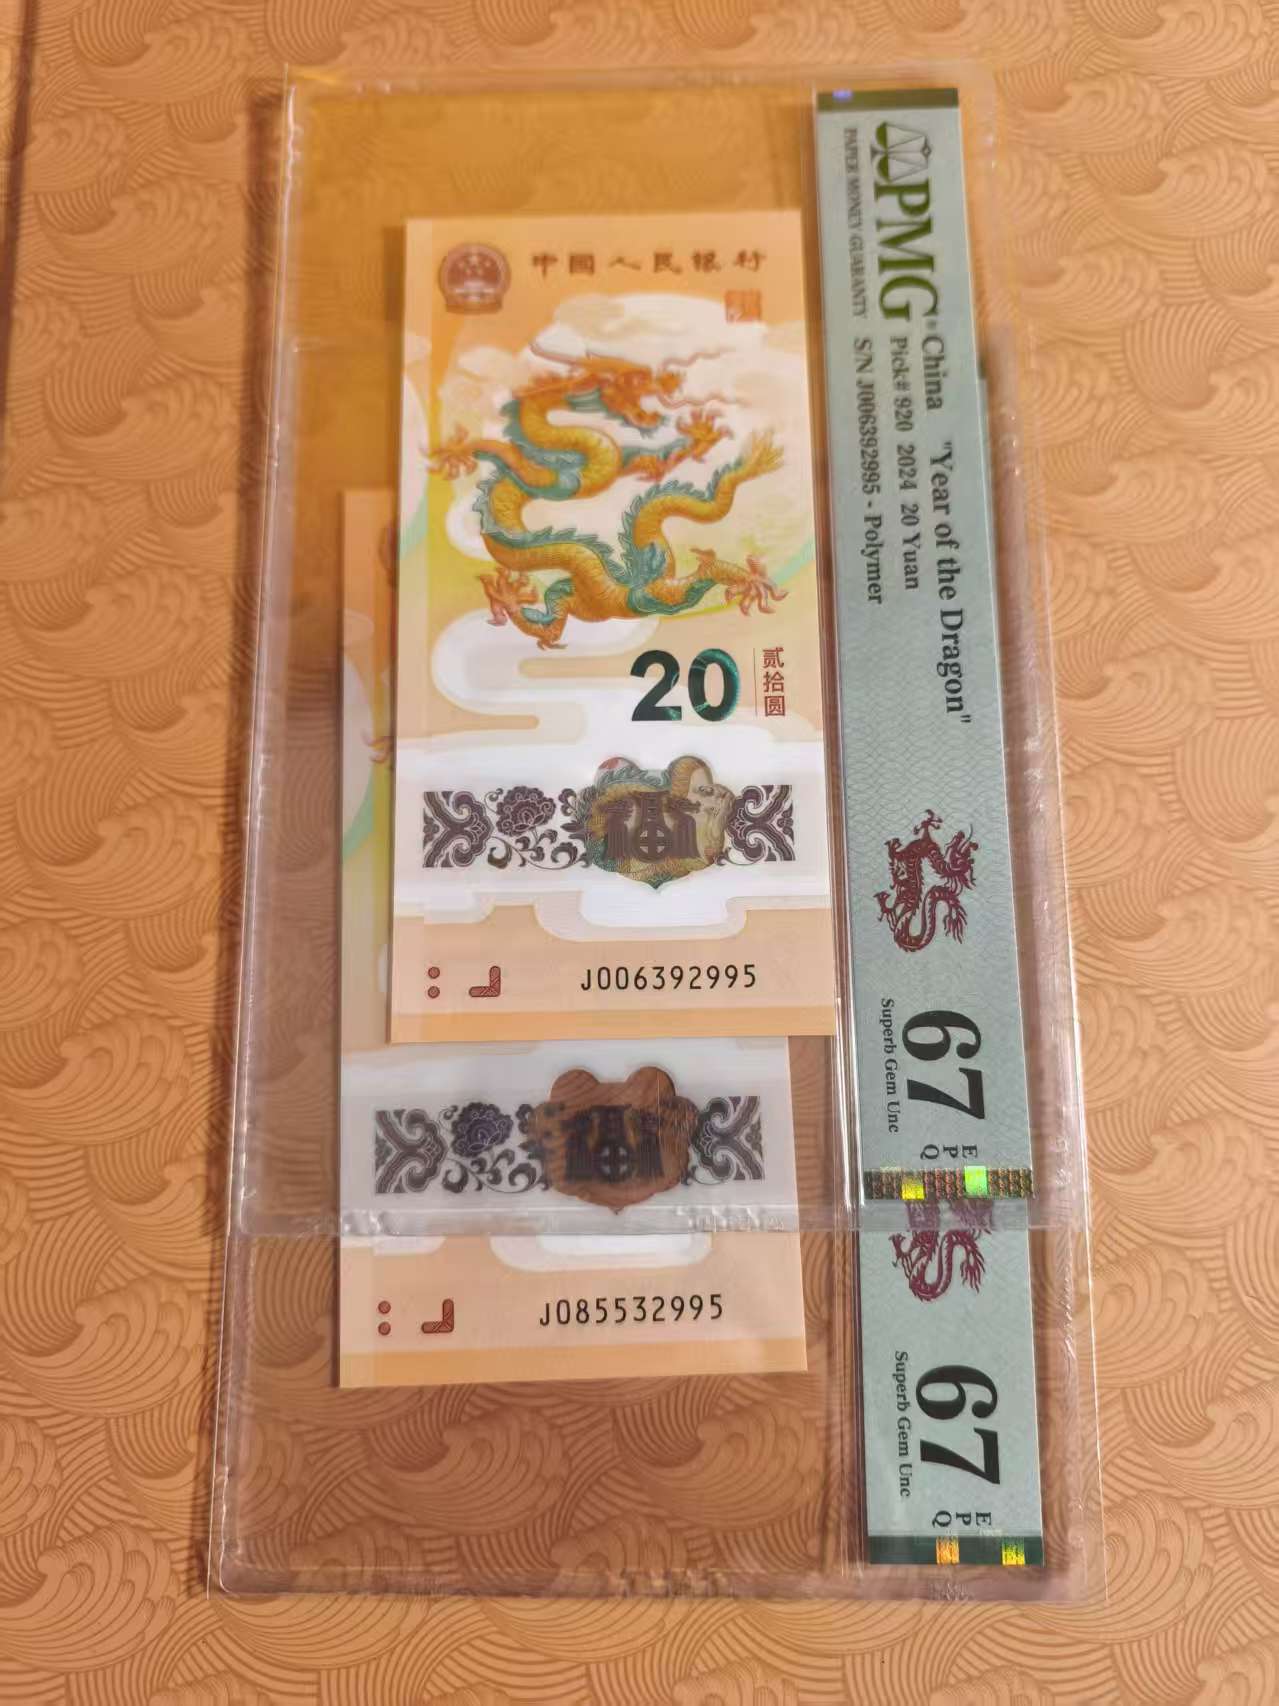 中国人民银行
20
贰拾圆
福
J006392995
PMG
PAPER MONEY GUARANTY
China "Year of the Dragon"
Pick# 920 2024 20 Yuan
S/N J006392995 - Polymer
67
EPQ
Superb Gem Unc
福
J085532995
67
EPQ
Superb Gem Unc